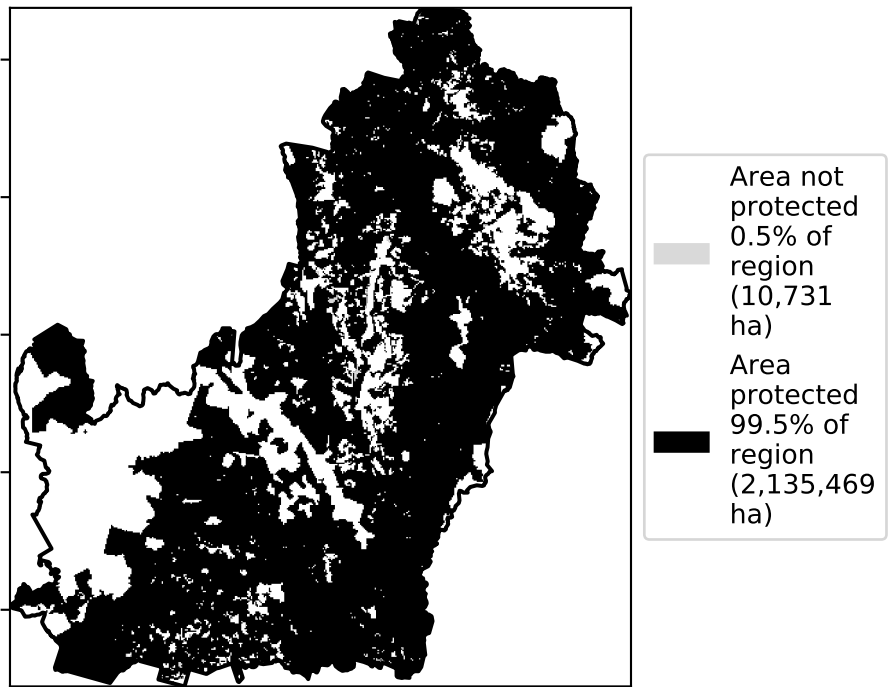 Area not
protected
0.5% of
region
(10,731
ha)
Area
protected
99.5% of
region
(2,135,469
ha)